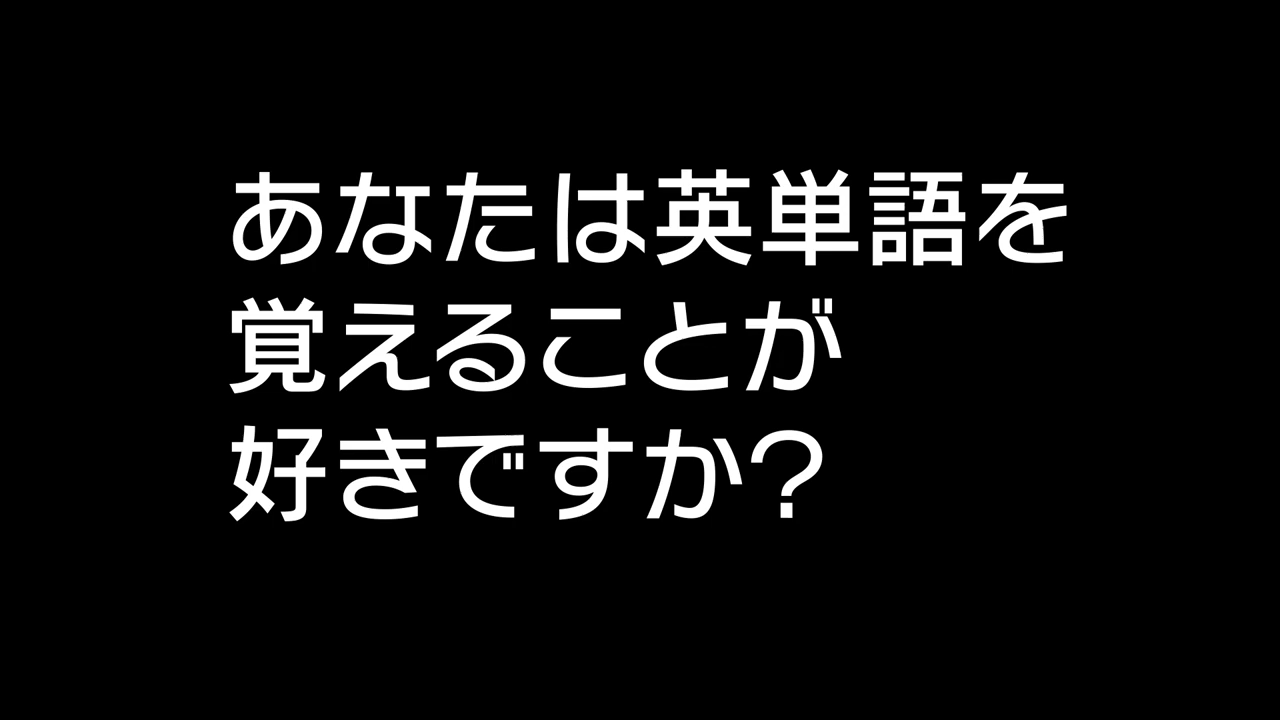 あなたは英単語を
覚えることが
好きですか?